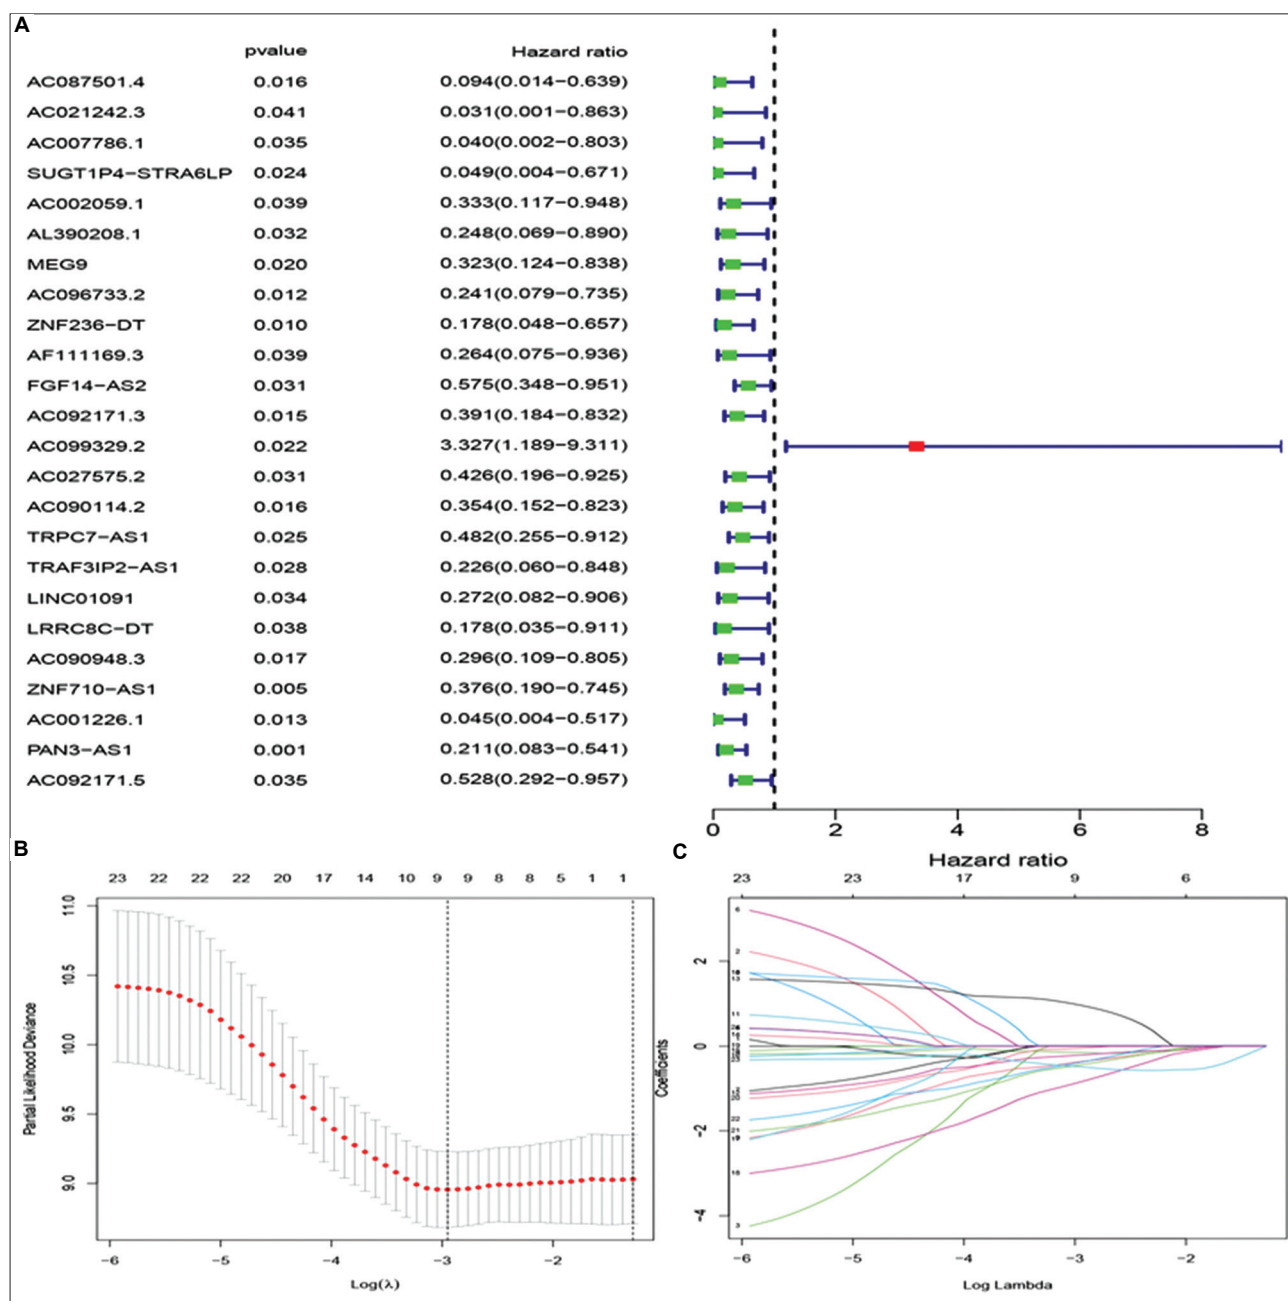 A
pvalue Hazard ratio
AC087501.4 0.016 0.094(0.014−0.639)
AC021242.3 0.041 0.031(0.001−0.863)
AC007786.1 0.035 0.040(0.002−0.803)
SUGT1P4−STRA6LP 0.024 0.049(0.004−0.671)
AC002059.1 0.039 0.333(0.117−0.948)
AL390208.1 0.032 0.248(0.069−0.890)
MEG9 0.020 0.323(0.124−0.838)
AC096733.2 0.012 0.241(0.079−0.735)
ZNF236−DT 0.010 0.178(0.048−0.657)
AF111169.3 0.039 0.264(0.075−0.936)
FGF14−AS2 0.031 0.575(0.348−0.951)
AC092171.3 0.015 0.391(0.184−0.832)
AC099329.2 0.022 3.327(1.189−9.311)
AC027575.2 0.031 0.426(0.196−0.925)
AC090114.2 0.016 0.354(0.152−0.823)
TRPC7−AS1 0.025 0.482(0.255−0.912)
TRAF3IP2−AS1 0.028 0.226(0.060−0.848)
LINC01091 0.034 0.272(0.082−0.906)
LRRC8C−DT 0.038 0.178(0.035−0.911)
AC090948.3 0.017 0.296(0.109−0.805)
ZNF710−AS1 0.005 0.376(0.190−0.745)
AC001226.1 0.013 0.045(0.004−0.517)
PAN3−AS1 0.001 0.211(0.083−0.541)
AC092171.5 0.035 0.528(0.292−0.957)
0 2 4 6 8
Hazard ratio
B
23 22 22 22 20 17 14 10 9 9 8 8 5 1 1
11.0
10.5
10.0
9.5
9.0
Partial Likelihood Deviance
−6 −5 −4 −3 −2
Log(λ)
C
23 23 17 9 6
2
0
−2
−4
Coefficients
6
2
13
11
20
22
21
3
−6 −5 −4 −3 −2
Log Lambda